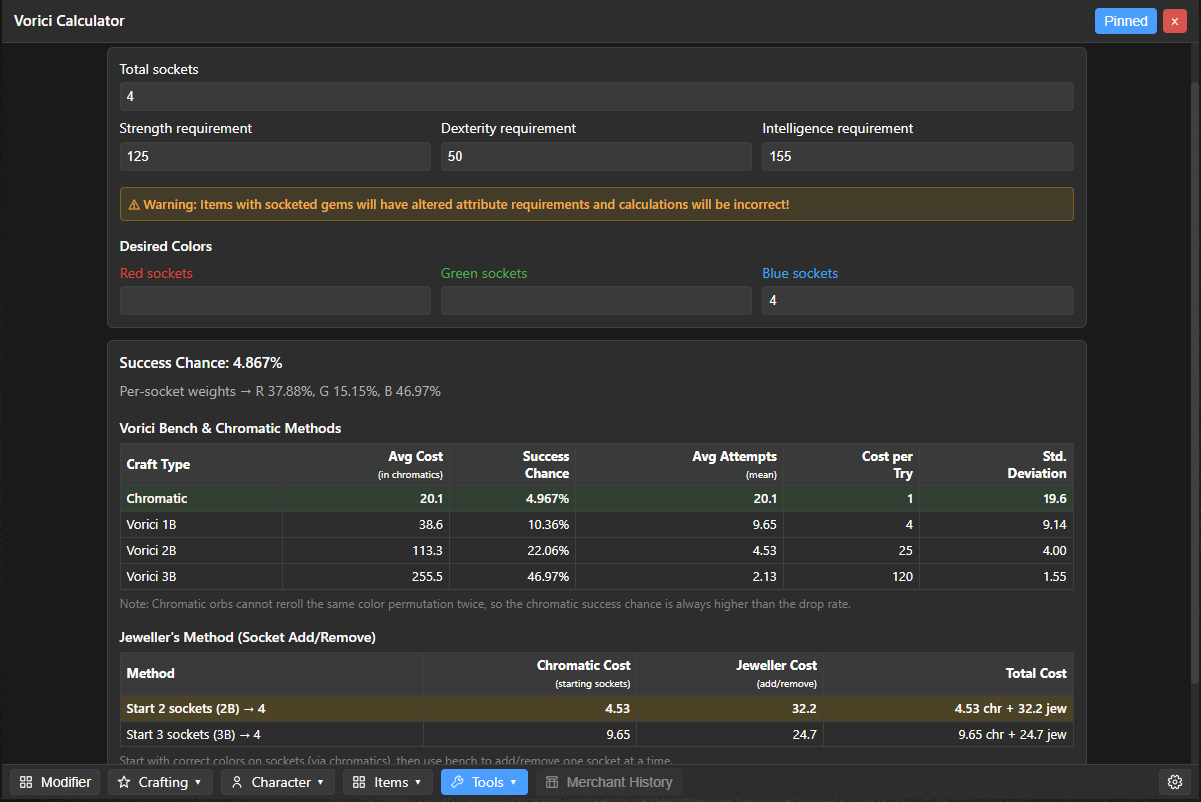 Vorici Calculator
Pinned
×
Total sockets
4
Strength requirement Dexterity requirement Intelligence requirement
125 50 155
⚠ Warning: Items with socketed gems will have altered attribute requirements and calculations will be incorrect!
Desired Colors
Red sockets Green sockets Blue sockets
4
Success Chance: 4.867%
Per-socket weights → R 37.88%, G 15.15%, B 46.97%
Vorici Bench & Chromatic Methods
Craft Type Avg Cost (in chromatics) Success Chance Avg Attempts (mean) Cost per Try Std. Deviation
Chromatic 20.1 4.967% 20.1 1 19.6
Vorici 1B 38.6 10.36% 9.65 4 9.14
Vorici 2B 113.3 22.06% 4.53 25 4.00
Vorici 3B 255.5 46.97% 2.13 120 1.55
Note: Chromatic orbs cannot reroll the same color permutation twice, so the chromatic success chance is always higher than the drop rate.
Jeweller's Method (Socket Add/Remove)
Method Chromatic Cost (starting sockets) Jeweller Cost (add/remove) Total Cost
Start 2 sockets (2B) → 4 4.53 32.2 4.53 chr + 32.2 jew
Start 3 sockets (3B) → 4 9.65 24.7 9.65 chr + 24.7 jew
Start with correct colors on sockets (via chromatics), then use bench to add/remove one socket at a time.
Modifier Crafting ▾ Character ▾ Items ▾ Tools ▾ Merchant History